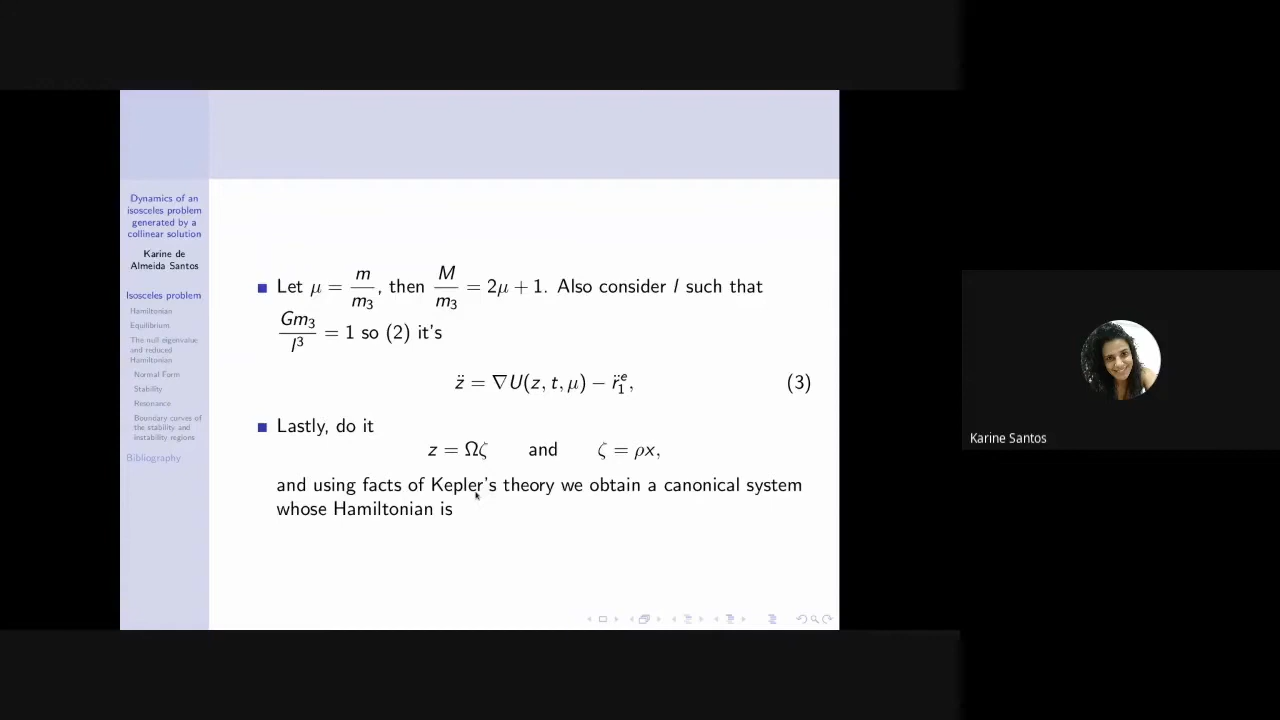 Dynamics of an
isosceles problem
generated by a
collinear solution
Karine de
Almeida Santos
Isosceles problem
Hamiltonian
Equilibrium
The null eigenvalue
and reduced
Hamiltonian
Normal Form
Stability
Resonance
Boundary curves of
the stability and
instability regions
Bibliography
Let μ = m/m₃, then M/m₃ = 2μ + 1. Also consider l such that
Gm₃/l³ = 1 so (2) it's
z̈ = ∇U(z, t, μ) − r̈₁ᵉ, (3)
Lastly, do it
z = Ωζ and ζ = ρx,
and using facts of Kepler's theory we obtain a canonical system
whose Hamiltonian is
Karine Santos